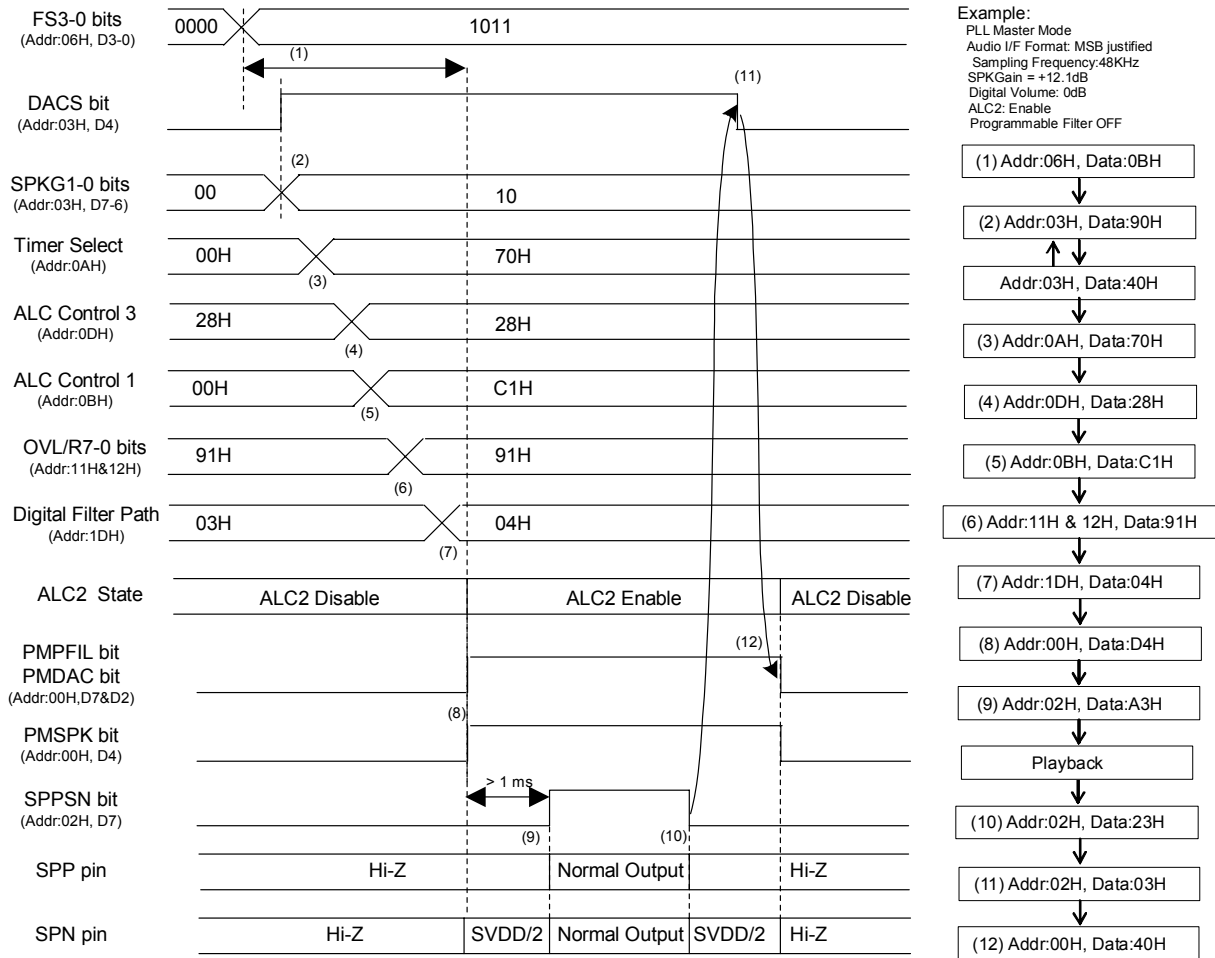 FS3-0 bits
(Addr:06H, D3-0)
0000
1011
(1)
DACS bit
(Addr:03H, D4)
(11)
(2)
SPKG1-0 bits
(Addr:03H, D7-6)
00
10
Timer Select
(Addr:0AH)
00H
70H
(3)
ALC Control 3
(Addr:0DH)
28H
28H
(4)
ALC Control 1
(Addr:0BH)
00H
C1H
(5)
OVL/R7-0 bits
(Addr:11H&12H)
91H
91H
(6)
Digital Filter Path
(Addr:1DH)
03H
04H
(7)
ALC2 State
ALC2 Disable
ALC2 Enable
ALC2 Disable
PMPFIL bit
PMDAC bit
(Addr:00H,D7&D2)
(12)
(8)
PMSPK bit
(Addr:00H, D4)
> 1 ms
SPPSN bit
(Addr:02H, D7)
(9)
(10)
SPP pin
Hi-Z
Normal Output
Hi-Z
SPN pin
Hi-Z
SVDD/2
Normal Output
SVDD/2
Hi-Z
Example:
PLL Master Mode
Audio I/F Format: MSB justified
Sampling Frequency:48KHz
SPKGain = +12.1dB
Digital Volume: 0dB
ALC2: Enable
Programmable Filter OFF
(1) Addr:06H, Data:0BH
(2) Addr:03H, Data:90H
Addr:03H, Data:40H
(3) Addr:0AH, Data:70H
(4) Addr:0DH, Data:28H
(5) Addr:0BH, Data:C1H
(6) Addr:11H & 12H, Data:91H
(7) Addr:1DH, Data:04H
(8) Addr:00H, Data:D4H
(9) Addr:02H, Data:A3H
Playback
(10) Addr:02H, Data:23H
(11) Addr:02H, Data:03H
(12) Addr:00H, Data:40H